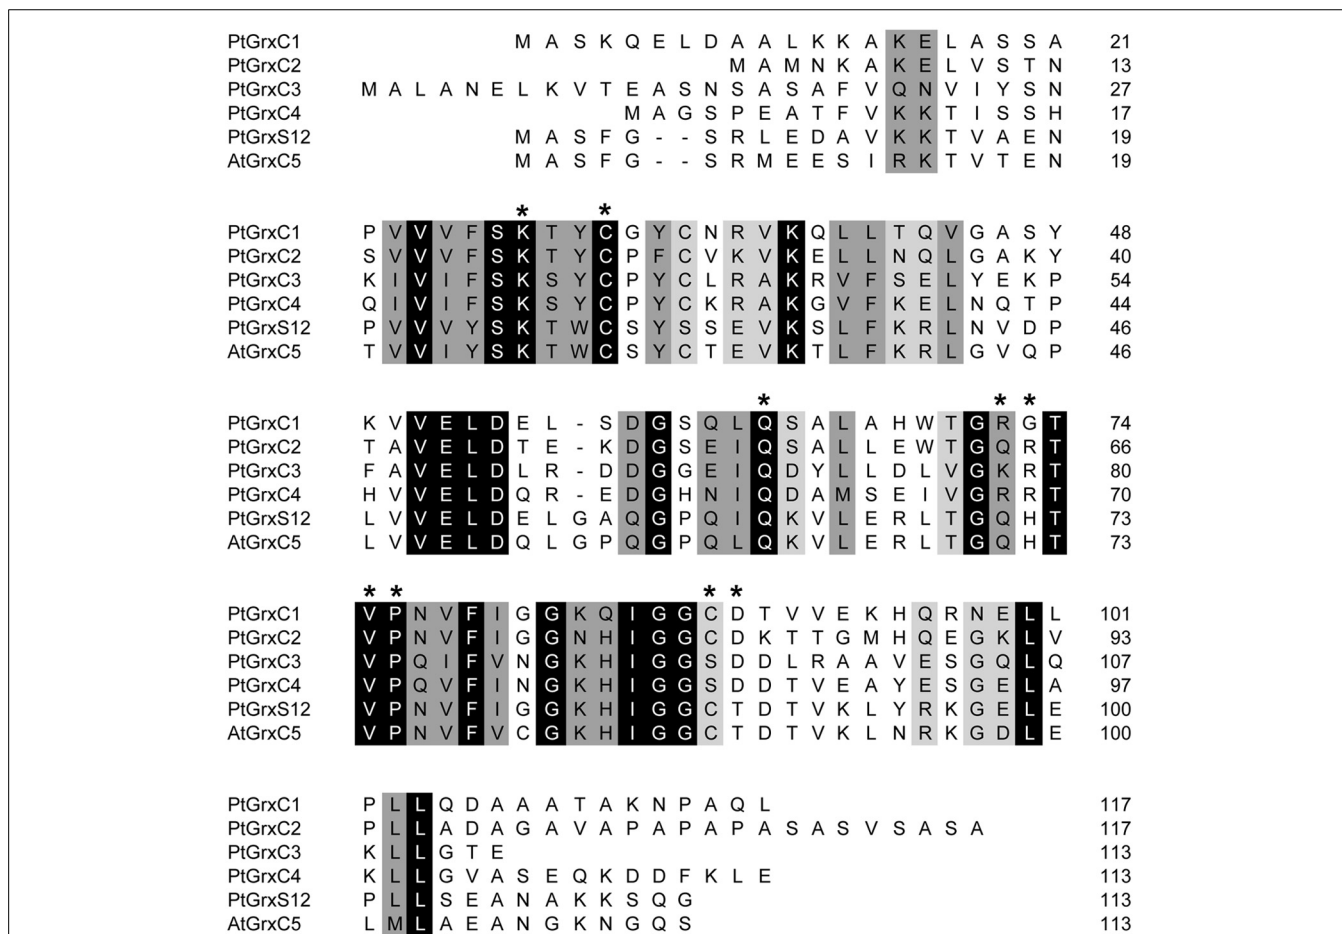 PtGrxC1 M A S K Q E L D A A L K K A K E L A S S A 21
PtGrxC2 M A M N K A K E L V S T N 13
PtGrxC3 M A L A N E L K V T E A S N S A S A F V Q N V I Y S N 27
PtGrxC4 M A G S P E A T F V K K T I S S H 17
PtGrxS12 M A S F G - - S R L E D A V K K T V A E N 19
AtGrxC5 M A S F G - - S R M E E S I R K T V T E N 19
* *
PtGrxC1 P V V V F S K T Y C G Y C N R V K Q L L T Q V G A S Y 48
PtGrxC2 S V V V F S K T Y C P F C V K V K E L L N Q L G A K Y 40
PtGrxC3 K I V I F S K S Y C P Y C L R A K R V F S E L Y E K P 54
PtGrxC4 Q I V I F S K S Y C P Y C K R A K G V F K E L N Q T P 44
PtGrxS12 P V V V Y S K T W C S Y S S E V K S L F K R L N V D P 46
AtGrxC5 T V V I Y S K T W C S Y C T E V K T L F K R L G V Q P 46
* * *
PtGrxC1 K V V E L D E L - S D G S Q L Q S A L A H W T G R G T 74
PtGrxC2 T A V E L D T E - K D G S E I Q S A L L E W T G Q R T 66
PtGrxC3 F A V E L D L R - D D G G E I Q D Y L L D L V G K R T 80
PtGrxC4 H V V E L D Q R - E D G H N I Q D A M S E I V G R R T 70
PtGrxS12 L V V E L D E L G A Q G P Q I Q K V L E R L T G Q H T 73
AtGrxC5 L V V E L D Q L G P Q G P Q L Q K V L E R L T G Q H T 73
* * * *
PtGrxC1 V P N V F I G G K Q I G G C D T V V E K H Q R N E L L 101
PtGrxC2 V P N V F I G G N H I G G C D K T T G M H Q E G K L V 93
PtGrxC3 V P Q I F V N G K H I G G S D D L R A A V E S G Q L Q 107
PtGrxC4 V P Q V F I N G K H I G G S D D T V E A Y E S G E L A 97
PtGrxS12 V P N V F I G G K H I G G C T D T V K L Y R K G E L E 100
AtGrxC5 V P N V F V C G K H I G G C T D T V K L N R K G D L E 100
PtGrxC1 P L L Q D A A A T A K N P A Q L 117
PtGrxC2 P L L A D A G A V A P A P A P A S A S V S A S A 117
PtGrxC3 K L L G T E 113
PtGrxC4 K L L G V A S E Q K D D F K L E 113
PtGrxS12 P L L S E A N A K K S Q G 113
AtGrxC5 L M L A E A N G K N G Q S 113